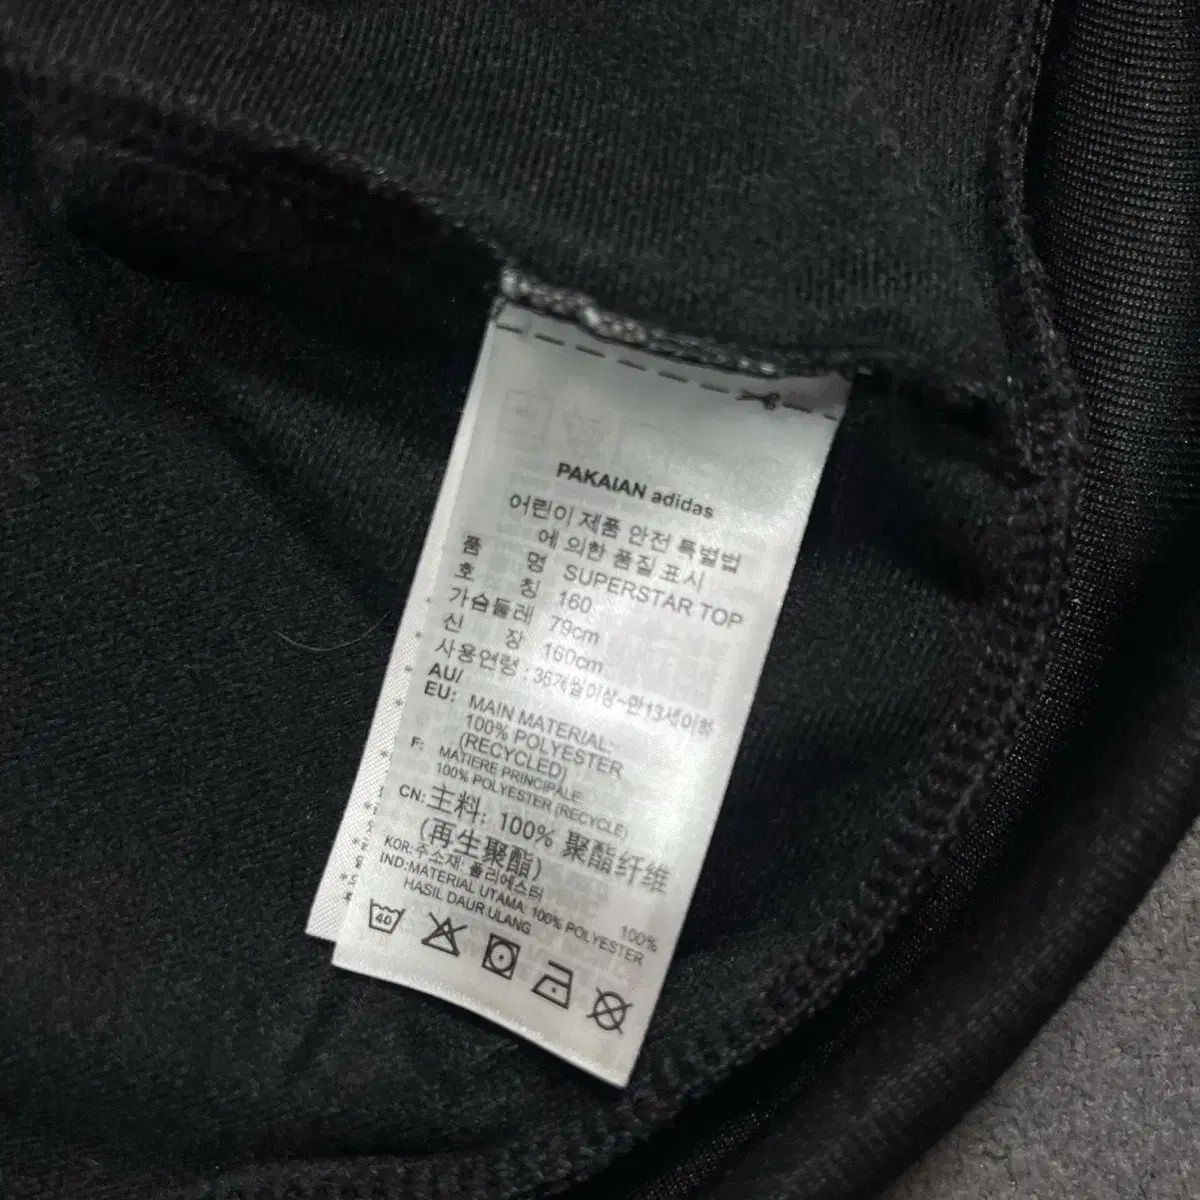 PAKAIAN adidas
어린이 제품 안전 특별법
에 의한 품질 표시
품 명 SUPERSTAR TOP
호 칭 160
가슴둘레 79cm
신 장 160cm
사용연령 : 36개월이상~만13세이하
AU/
EU: MAIN MATERIAL:
100% POLYESTER
(RECYCLED)
F: MATIERE PRINCIPALE
100% POLYESTER (RECYCLE)
CN: 主料: 100% 聚酯纤维
(再生聚酯)
KOR: 주소재: 폴리에스터 100%
IND: MATERIAL UTAMA: 100% POLYESTER
HASIL DAUR ULANG
40